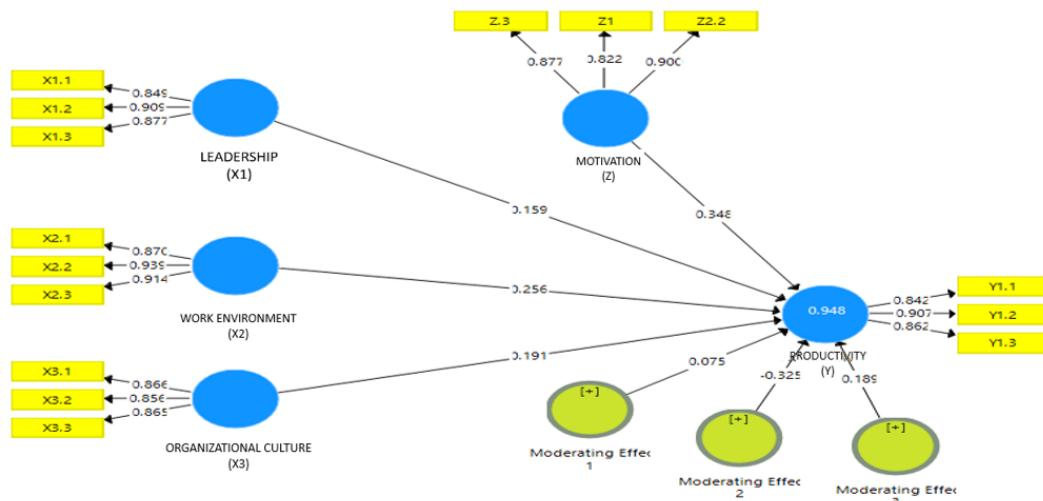 Z.3
Z1
Z2.2
0.877
0.822
0.900
X1.1
X1.2
X1.3
0.849
0.909
0.877
LEADERSHIP
(X1)
MOTIVATION
(Z)
0.159
0.348
X2.1
X2.2
X2.3
0.870
0.939
0.914
WORK ENVIRONMENT
(X2)
0.256
0.948
PRODUCTIVITY
(Y)
0.842
0.907
0.862
Y1.1
Y1.2
Y1.3
X3.1
X3.2
X3.3
0.866
0.856
0.865
ORGANIZATIONAL CULTURE
(X3)
0.191
0.075
-0.325
0.189
[+]
Moderating Effec
1
[+]
Moderating Effec
2
[+]
Moderating Effec